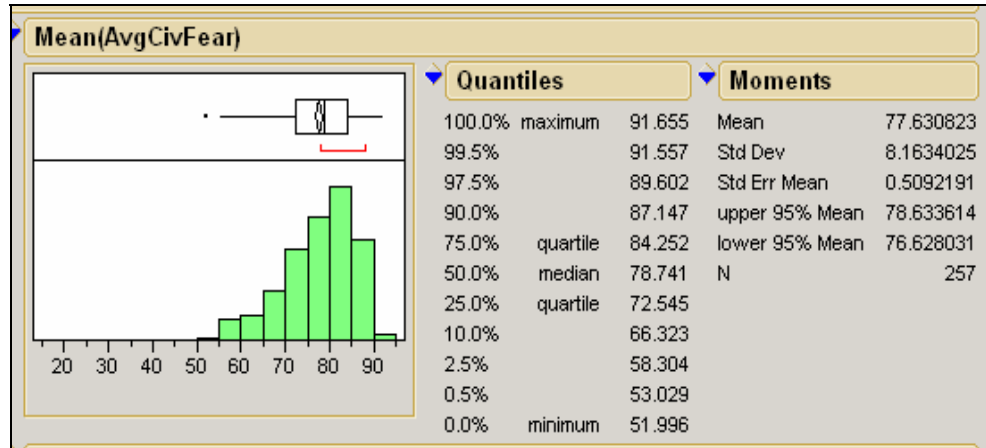 Mean(AvgCivFear)
20 30 40 50 60 70 80 90
Quantiles
100.0% maximum 91.655
99.5% 91.557
97.5% 89.602
90.0% 87.147
75.0% quartile 84.252
50.0% median 78.741
25.0% quartile 72.545
10.0% 66.323
2.5% 58.304
0.5% 53.029
0.0% minimum 51.996
Moments
Mean 77.630823
Std Dev 8.1634025
Std Err Mean 0.5092191
upper 95% Mean 78.633614
lower 95% Mean 76.628031
N 257